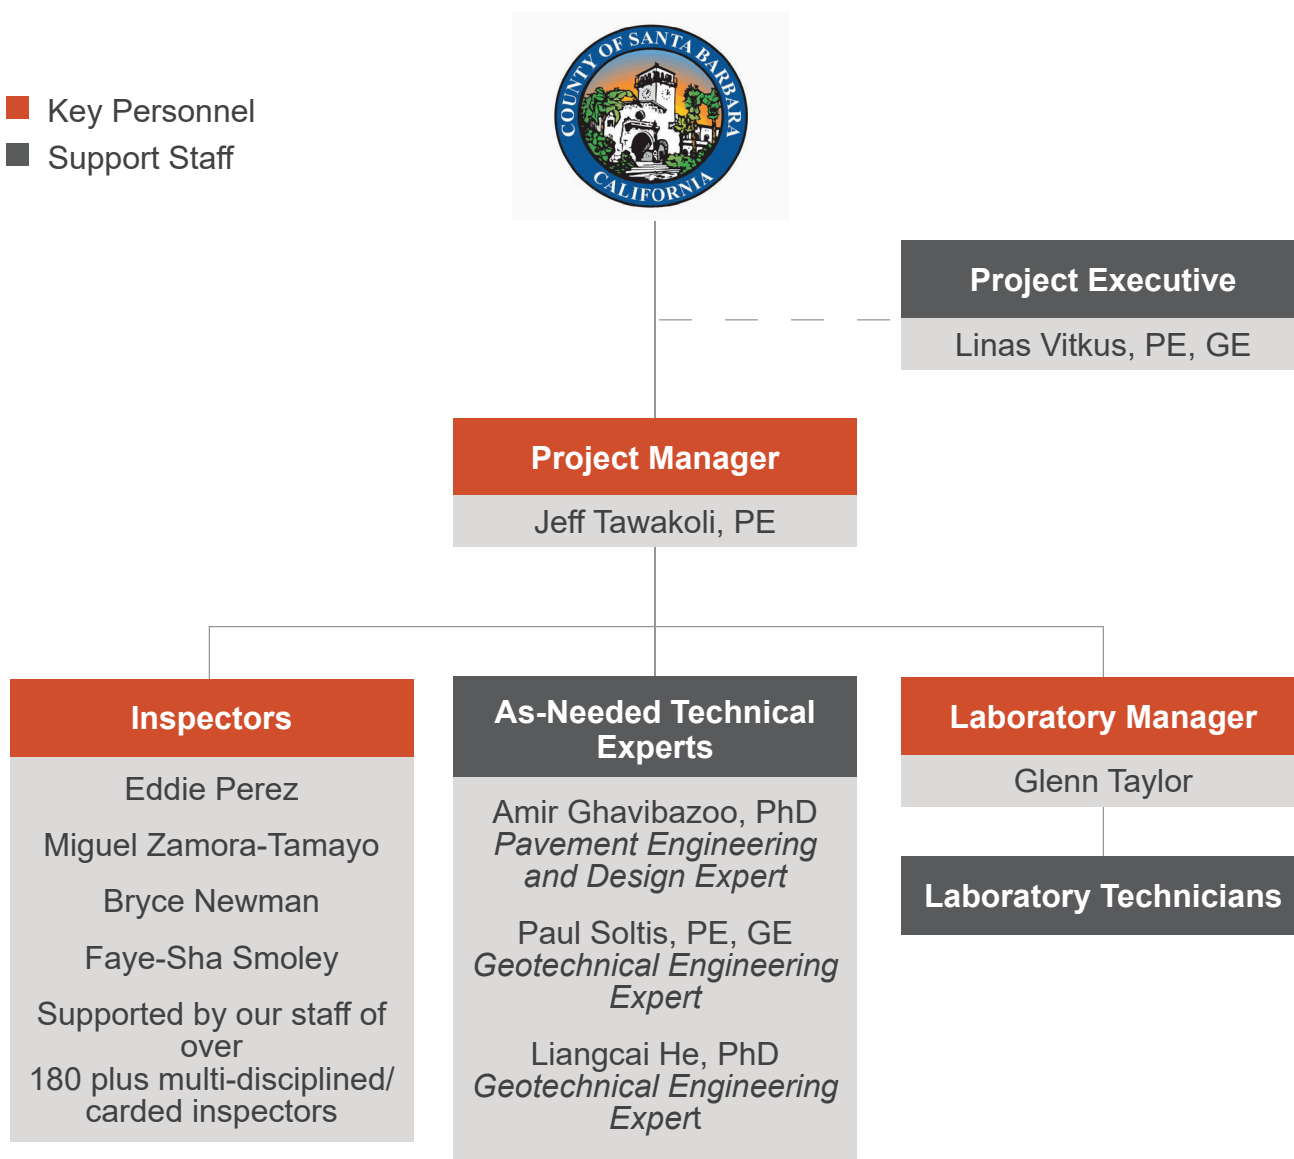 COUNTY OF SANTA BARBARA
CALIFORNIA
Key Personnel
Support Staff
Project Executive
Linas Vitkus, PE, GE
Project Manager
Jeff Tawakoli, PE
Inspectors
Eddie Perez
Miguel Zamora-Tamayo
Bryce Newman
Faye-Sha Smoley
Supported by our staff of
over
180 plus multi-disciplined/
carded inspectors
As-Needed Technical
Experts
Amir Ghavibazoo, PhD
Pavement Engineering
and Design Expert
Paul Soltis, PE, GE
Geotechnical Engineering
Expert
Liangcai He, PhD
Geotechnical Engineering
Expert
Laboratory Manager
Glenn Taylor
Laboratory Technicians